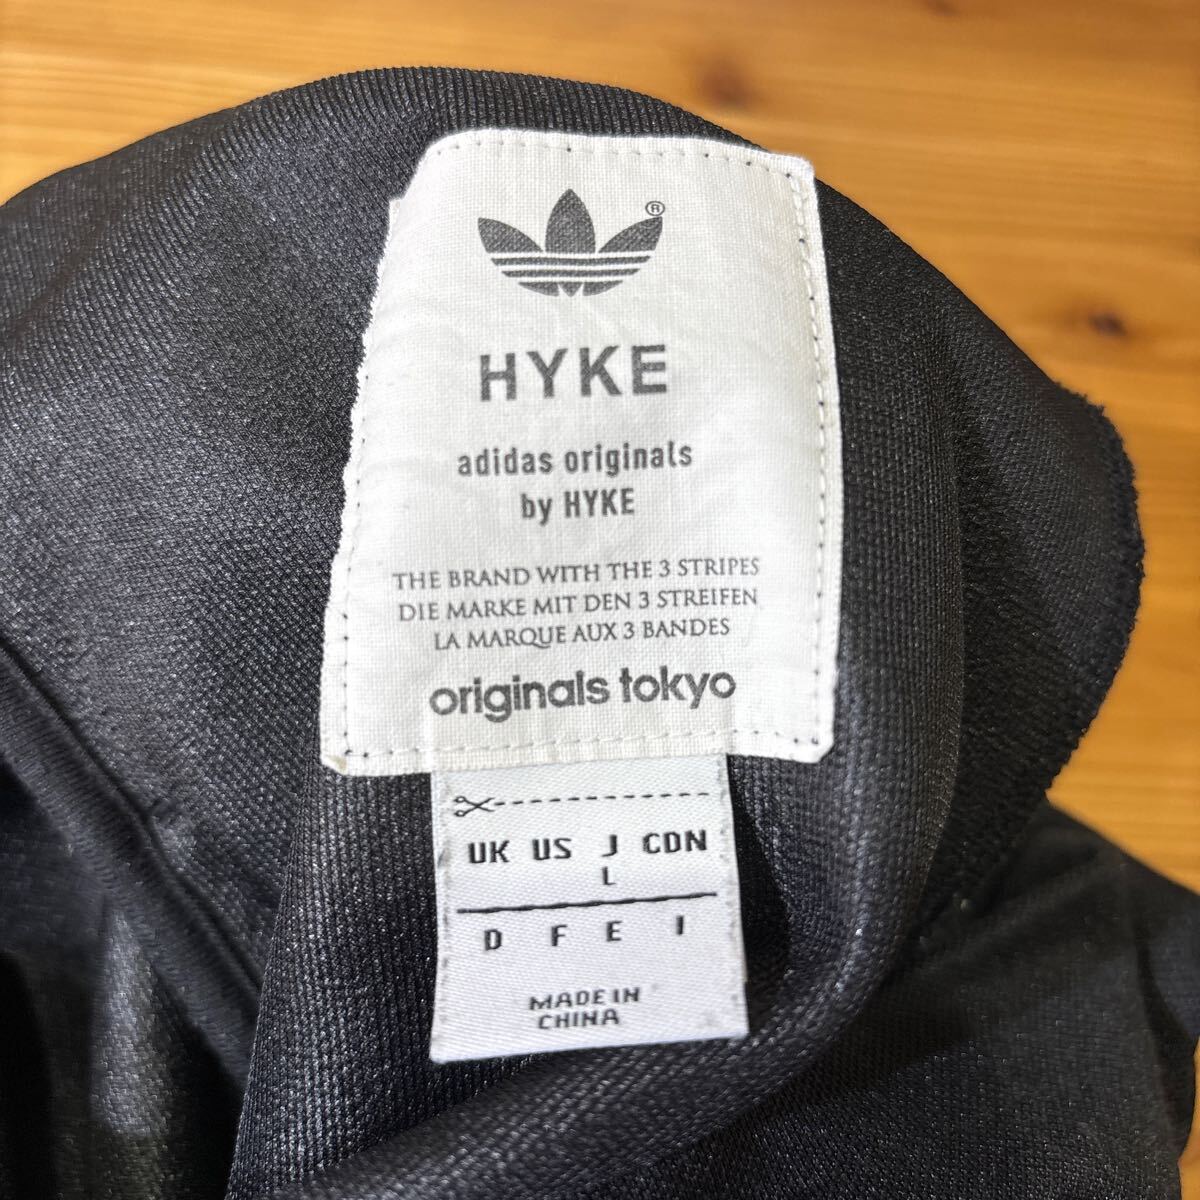 ®
HYKE
adidas originals
by HYKE
THE BRAND WITH THE 3 STRIPES
DIE MARKE MIT DEN 3 STREIFEN
LA MARQUE AUX 3 BANDES
originals tokyo
UK US J CDN
L
D F E I
MADE IN
CHINA